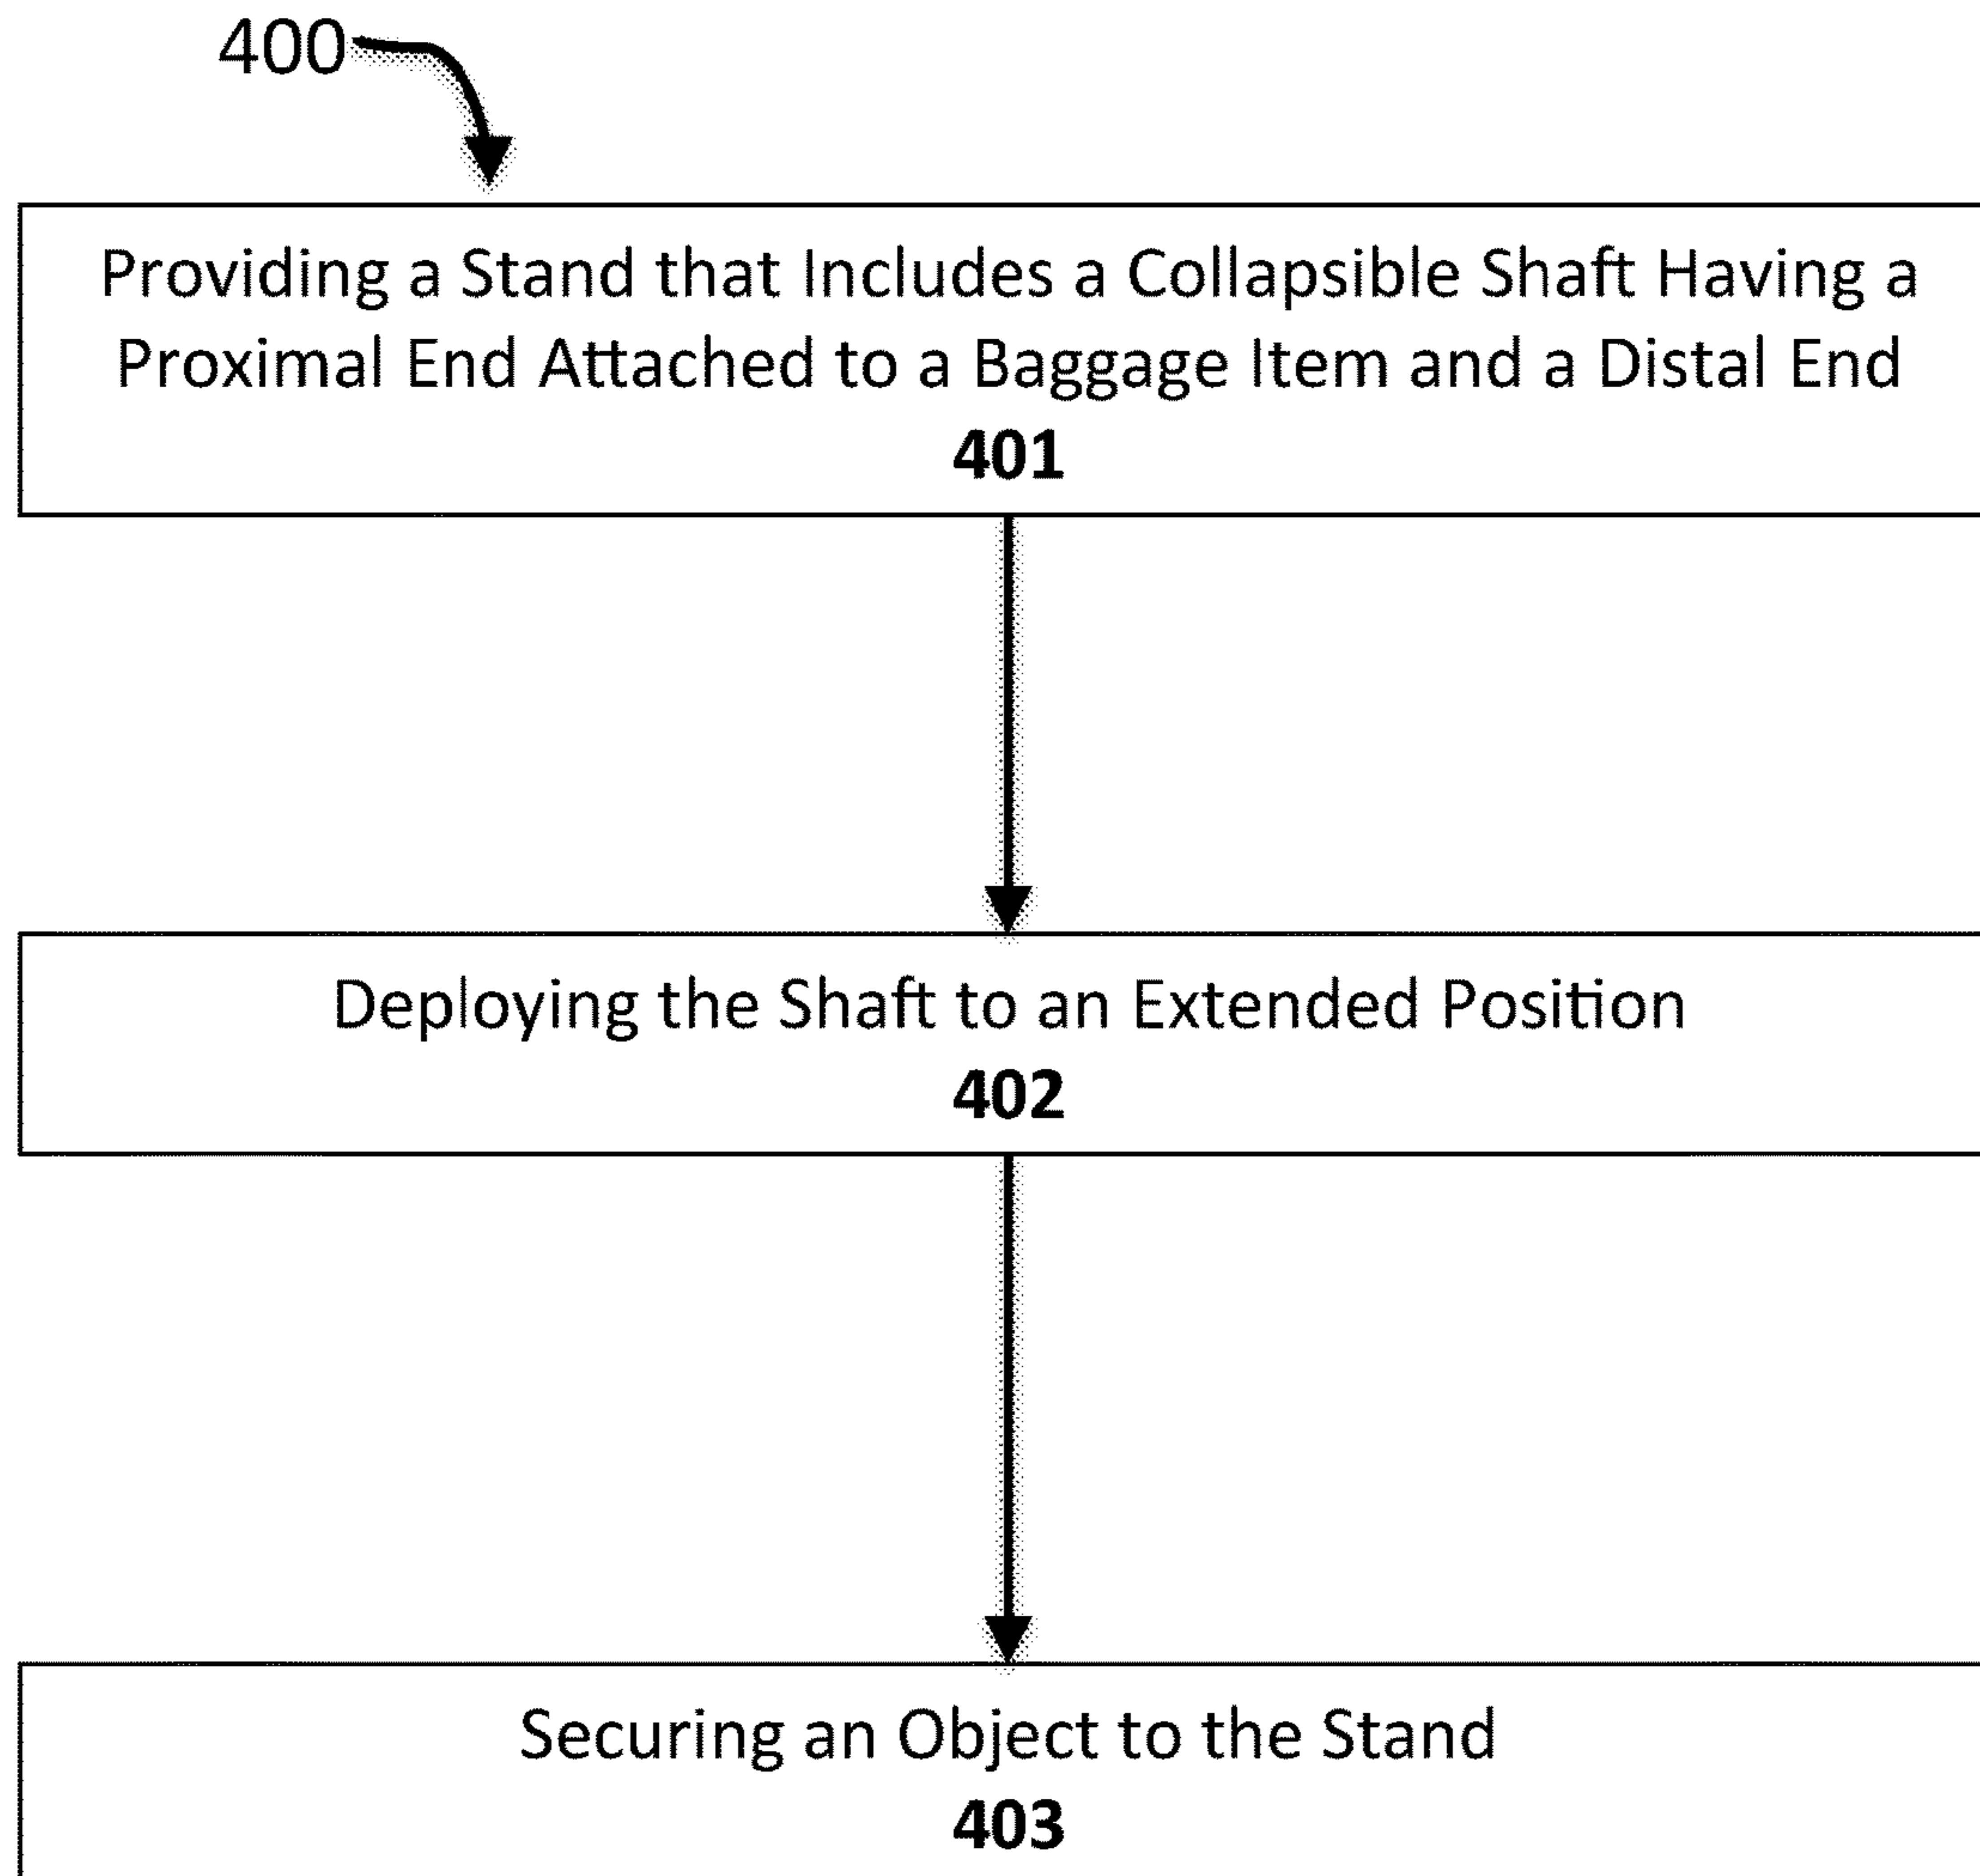 400
Providing a Stand that Includes a Collapsible Shaft Having a
Proximal End Attached to a Baggage Item and a Distal End
401
Deploying the Shaft to an Extended Position
402
Securing an Object to the Stand
403